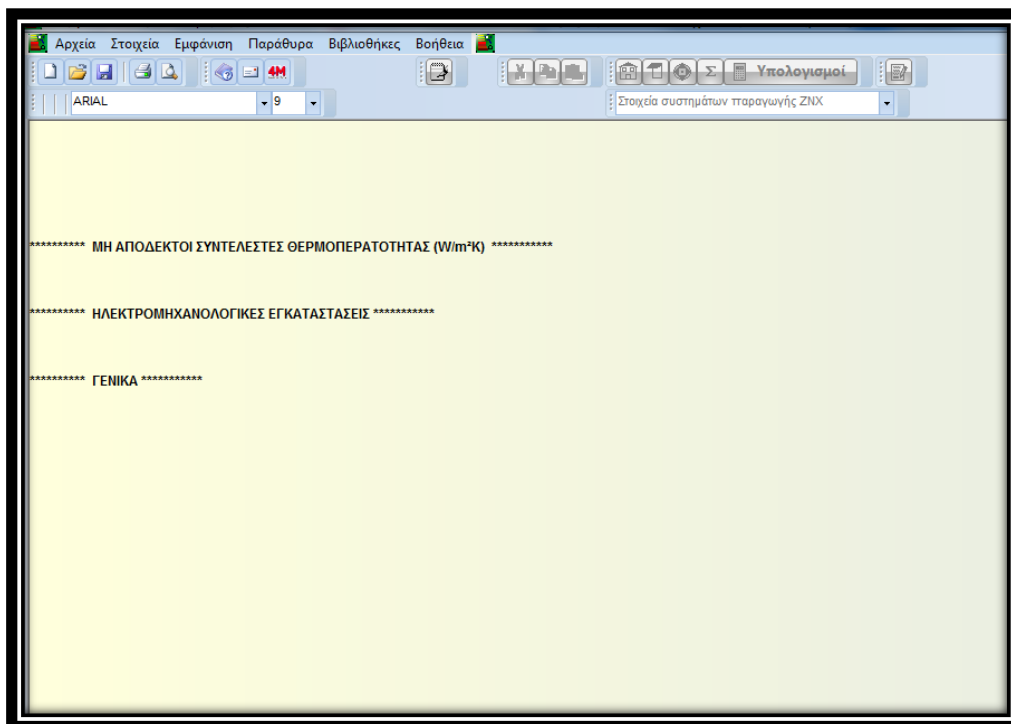 Αρχεία Στοιχεία Εμφάνιση Παράθυρα Βιβλιοθήκες Βοήθεια
4M Σ Υπολογισμοί
ARIAL 9 Στοιχεία συστημάτων παραγωγής ΖΝΧ
********** ΜΗ ΑΠΟΔΕΚΤΟΙ ΣΥΝΤΕΛΕΣΤΕΣ ΘΕΡΜΟΠΕΡΑΤΟΤΗΤΑΣ (W/m²K) ***********
********** ΗΛΕΚΤΡΟΜΗΧΑΝΟΛΟΓΙΚΕΣ ΕΓΚΑΤΑΣΤΑΣΕΙΣ ***********
********** ΓΕΝΙΚΑ ***********